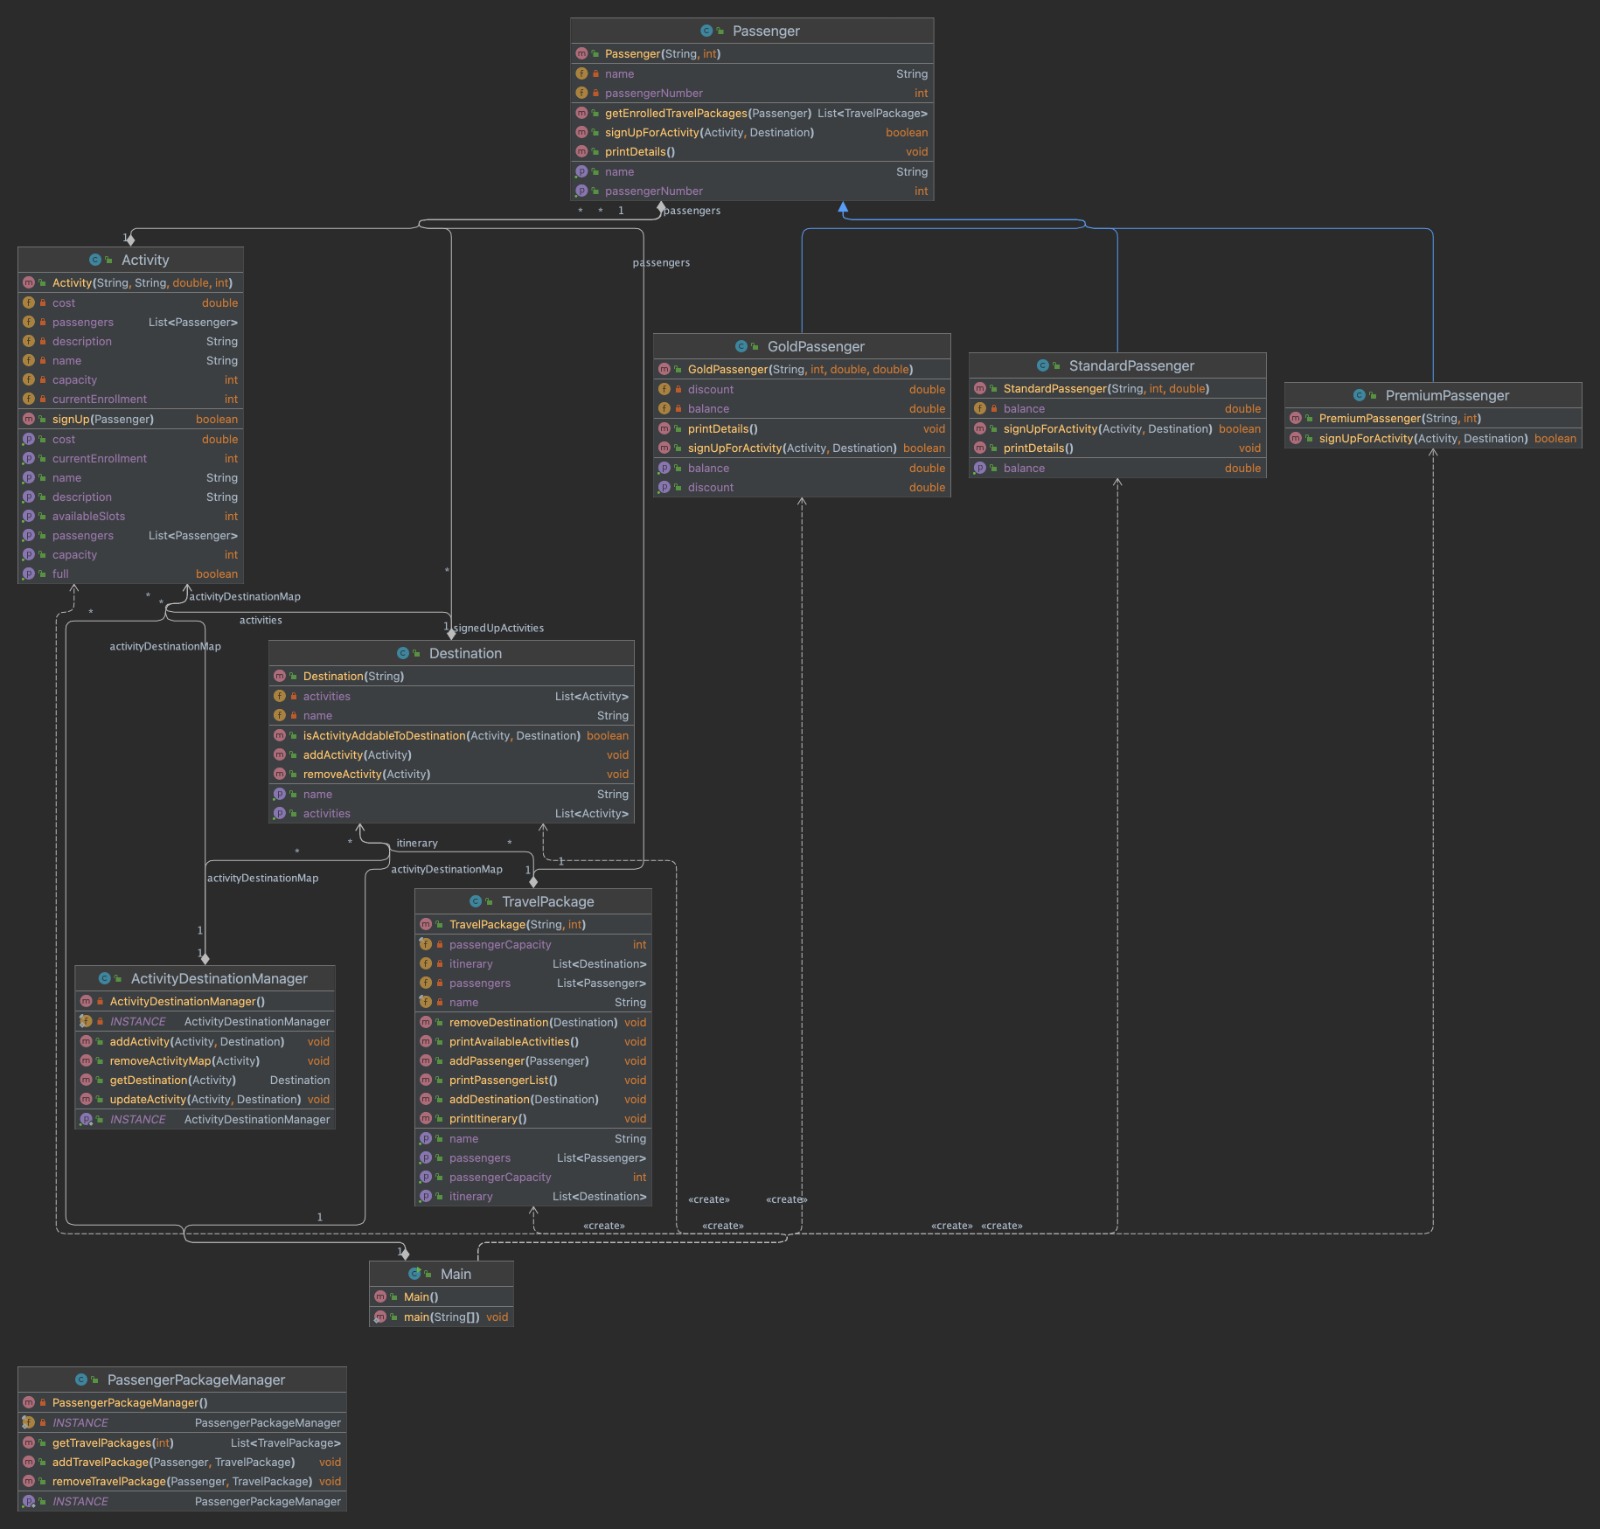 Passenger
Passenger(String, int)
name String
passengerNumber int
getEnrolledTravelPackages(Passenger) List<TravelPackage>
signUpForActivity(Activity, Destination) boolean
printDetails() void
name String
passengerNumber int
* * 1 passengers
1
passengers
Activity
Activity(String, String, double, int)
cost double
passengers List<Passenger>
description String
name String
capacity int
currentEnrollment int
signUp(Passenger) boolean
cost double
currentEnrollment int
name String
description String
availableSlots int
passengers List<Passenger>
capacity int
full boolean
GoldPassenger
GoldPassenger(String, int, double, double)
discount double
balance double
printDetails() void
signUpForActivity(Activity, Destination) boolean
balance double
discount double
StandardPassenger
StandardPassenger(String, int, double)
balance double
signUpForActivity(Activity, Destination) boolean
printDetails() void
balance double
PremiumPassenger
PremiumPassenger(String, int)
signUpForActivity(Activity, Destination) boolean
*
* activityDestinationMap
* *
activities
1 signedUpActivities
activityDestinationMap
Destination
Destination(String)
activities List<Activity>
name String
isActivityAddableToDestination(Activity, Destination) boolean
addActivity(Activity) void
removeActivity(Activity) void
name String
activities List<Activity>
* itinerary *
*
1
activityDestinationMap 1
activityDestinationMap
TravelPackage
TravelPackage(String, int)
passengerCapacity int
itinerary List<Destination>
passengers List<Passenger>
name String
removeDestination(Destination) void
printAvailableActivities() void
addPassenger(Passenger) void
printPassengerList() void
addDestination(Destination) void
printItinerary() void
name String
passengers List<Passenger>
passengerCapacity int
itinerary List<Destination>
1
1
ActivityDestinationManager
ActivityDestinationManager()
INSTANCE ActivityDestinationManager
addActivity(Activity, Destination) void
removeActivityMap(Activity) void
getDestination(Activity) Destination
updateActivity(Activity, Destination) void
INSTANCE ActivityDestinationManager
«create» «create»
1
«create» «create» «create» «create»
1
Main
Main()
main(String[]) void
PassengerPackageManager
PassengerPackageManager()
INSTANCE PassengerPackageManager
getTravelPackages(int) List<TravelPackage>
addTravelPackage(Passenger, TravelPackage) void
removeTravelPackage(Passenger, TravelPackage) void
INSTANCE PassengerPackageManager